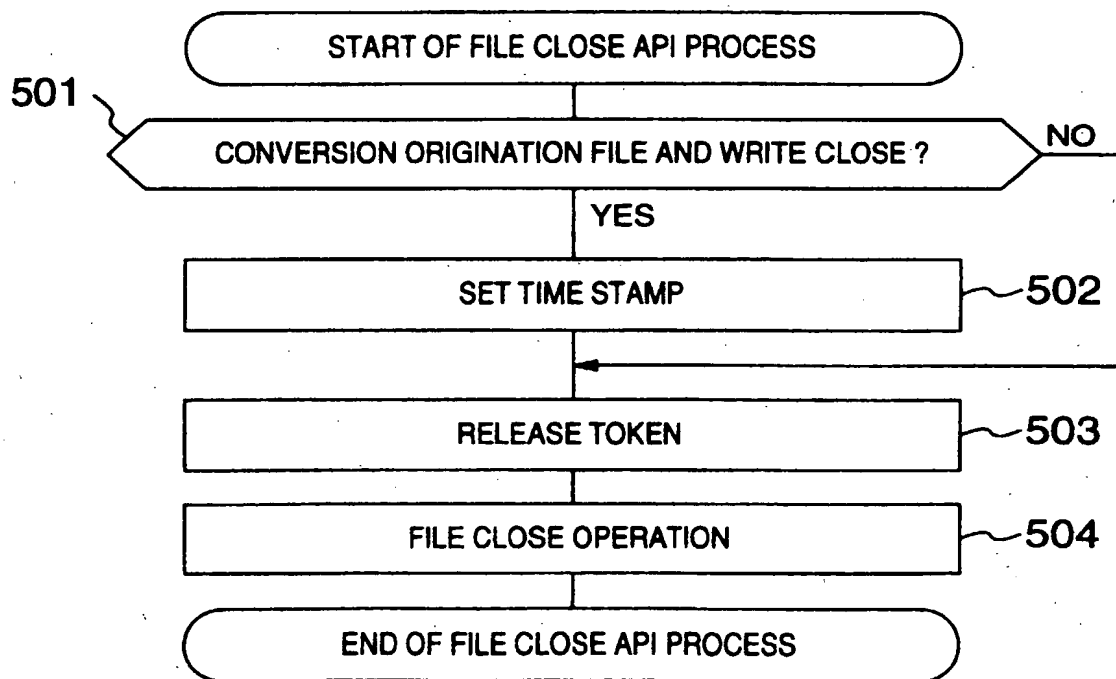 START OF FILE CLOSE API PROCESS
501
CONVERSION ORIGINATION FILE AND WRITE CLOSE ?
NO
YES
SET TIME STAMP
502
RELEASE TOKEN
503
FILE CLOSE OPERATION
504
END OF FILE CLOSE API PROCESS